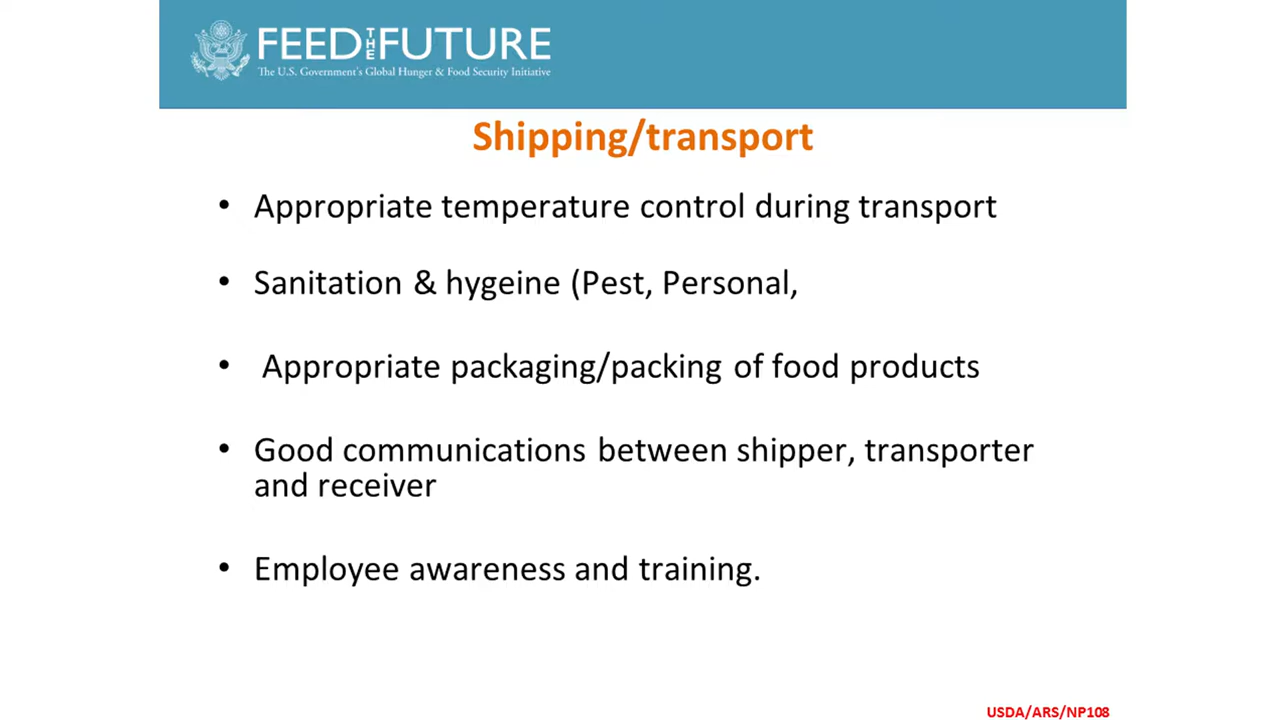 FEED THE FUTURE
The U.S. Government's Global Hunger & Food Security Initiative
Shipping/transport
• Appropriate temperature control during transport
• Sanitation & hygeine (Pest, Personal,
• Appropriate packaging/packing of food products
• Good communications between shipper, transporter
and receiver
• Employee awareness and training.
USDA/ARS/NP108